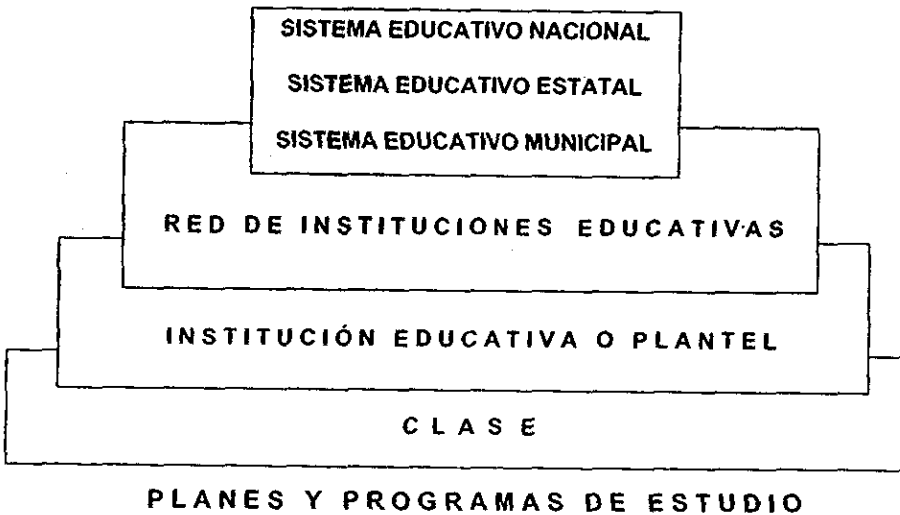 SISTEMA EDUCATIVO NACIONAL
SISTEMA EDUCATIVO ESTATAL
SISTEMA EDUCATIVO MUNICIPAL
RED DE INSTITUCIONES EDUCATIVAS
INSTITUCIÓN EDUCATIVA O PLANTEL
CLASE
PLANES Y PROGRAMAS DE ESTUDIO